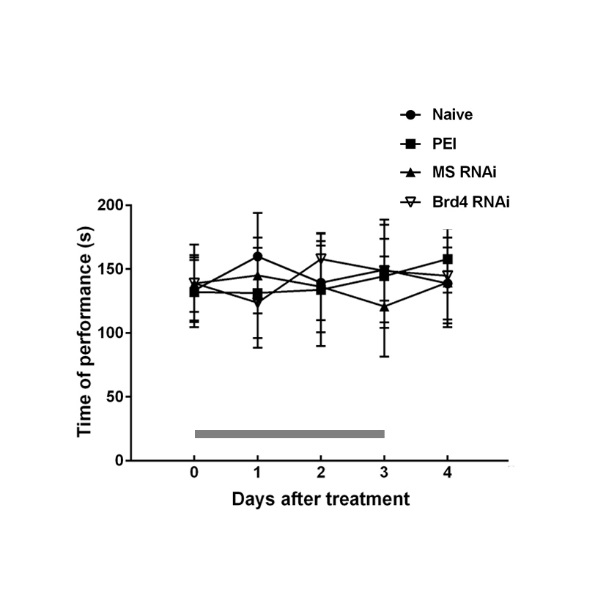 Naive
PEI
MS RNAi
Brd4 RNAi
200
150
100
50
0
Time of performance (s)
0 1 2 3 4
Days after treatment